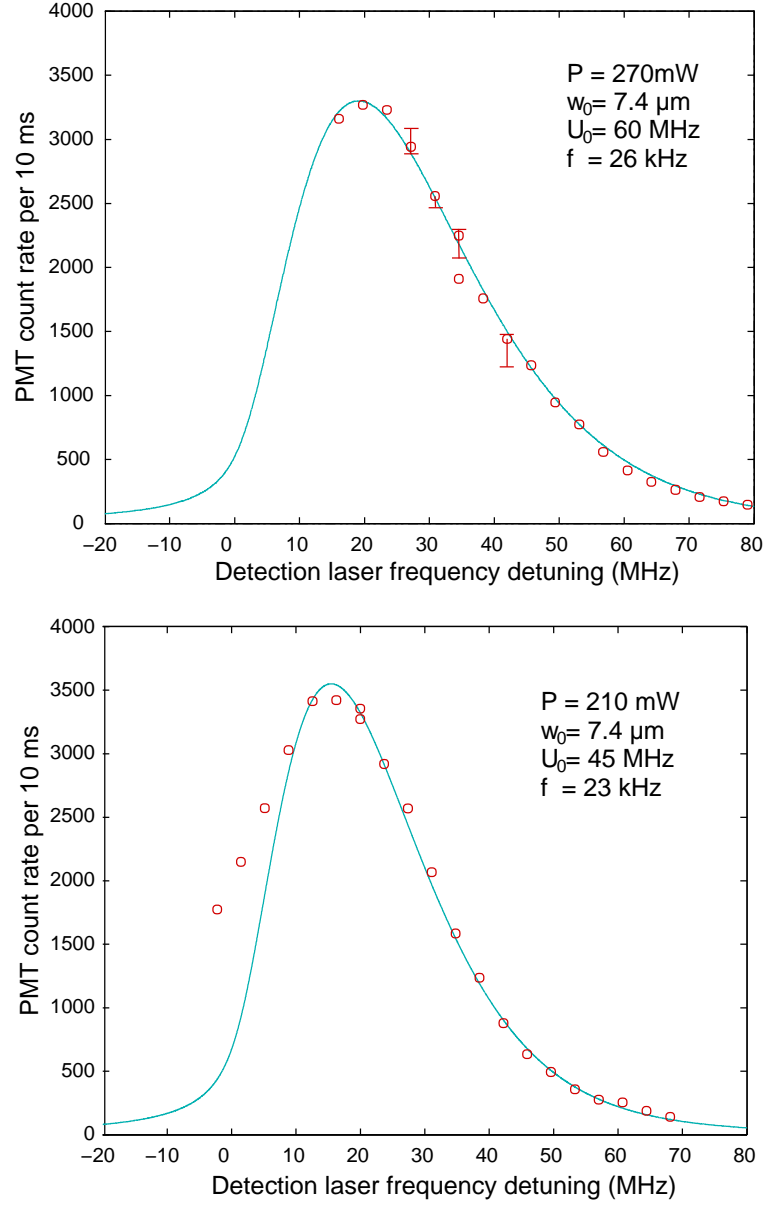 4000
3500
3000
2500
2000
1500
1000
500
0
PMT count rate per 10 ms
P = 270mW
w₀= 7.4 µm
U₀= 60 MHz
f = 26 kHz
−20 −10 0 10 20 30 40 50 60 70 80
Detection laser frequency detuning (MHz)
4000
3500
3000
2500
2000
1500
1000
500
0
PMT count rate per 10 ms
P = 210 mW
w₀= 7.4 µm
U₀= 45 MHz
f = 23 kHz
−20 −10 0 10 20 30 40 50 60 70 80
Detection laser frequency detuning (MHz)